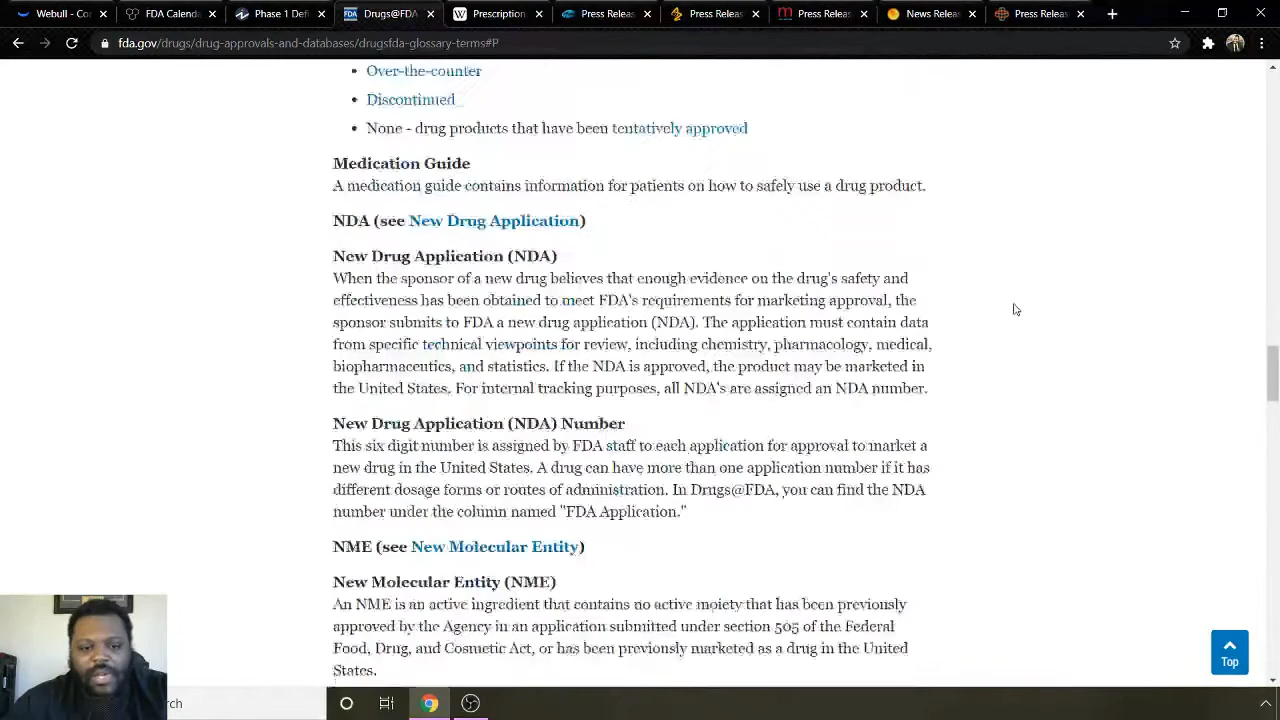 Webull - Co
FDA Calenda
Phase 1 Defi
Drugs@FDA
Prescription
Press Releas
Press Releas
Press Releas
News Releas
Press Releas
fda.gov/drugs/drug-approvals-and-databases/drugsfda-glossary-terms#P
• Over-the-counter
• Discontinued
• None - drug products that have been tentatively approved
Medication Guide
A medication guide contains information for patients on how to safely use a drug product.
NDA (see New Drug Application)
New Drug Application (NDA)
When the sponsor of a new drug believes that enough evidence on the drug's safety and
effectiveness has been obtained to meet FDA's requirements for marketing approval, the
sponsor submits to FDA a new drug application (NDA). The application must contain data
from specific technical viewpoints for review, including chemistry, pharmacology, medical,
biopharmaceutics, and statistics. If the NDA is approved, the product may be marketed in
the United States. For internal tracking purposes, all NDA's are assigned an NDA number.
New Drug Application (NDA) Number
This six digit number is assigned by FDA staff to each application for approval to market a
new drug in the United States. A drug can have more than one application number if it has
different dosage forms or routes of administration. In Drugs@FDA, you can find the NDA
number under the column named "FDA Application."
NME (see New Molecular Entity)
New Molecular Entity (NME)
An NME is an active ingredient that contains no active moiety that has been previously
approved by the Agency in an application submitted under section 505 of the Federal
Food, Drug, and Cosmetic Act, or has been previously marketed as a drug in the United
States.
Top
rch